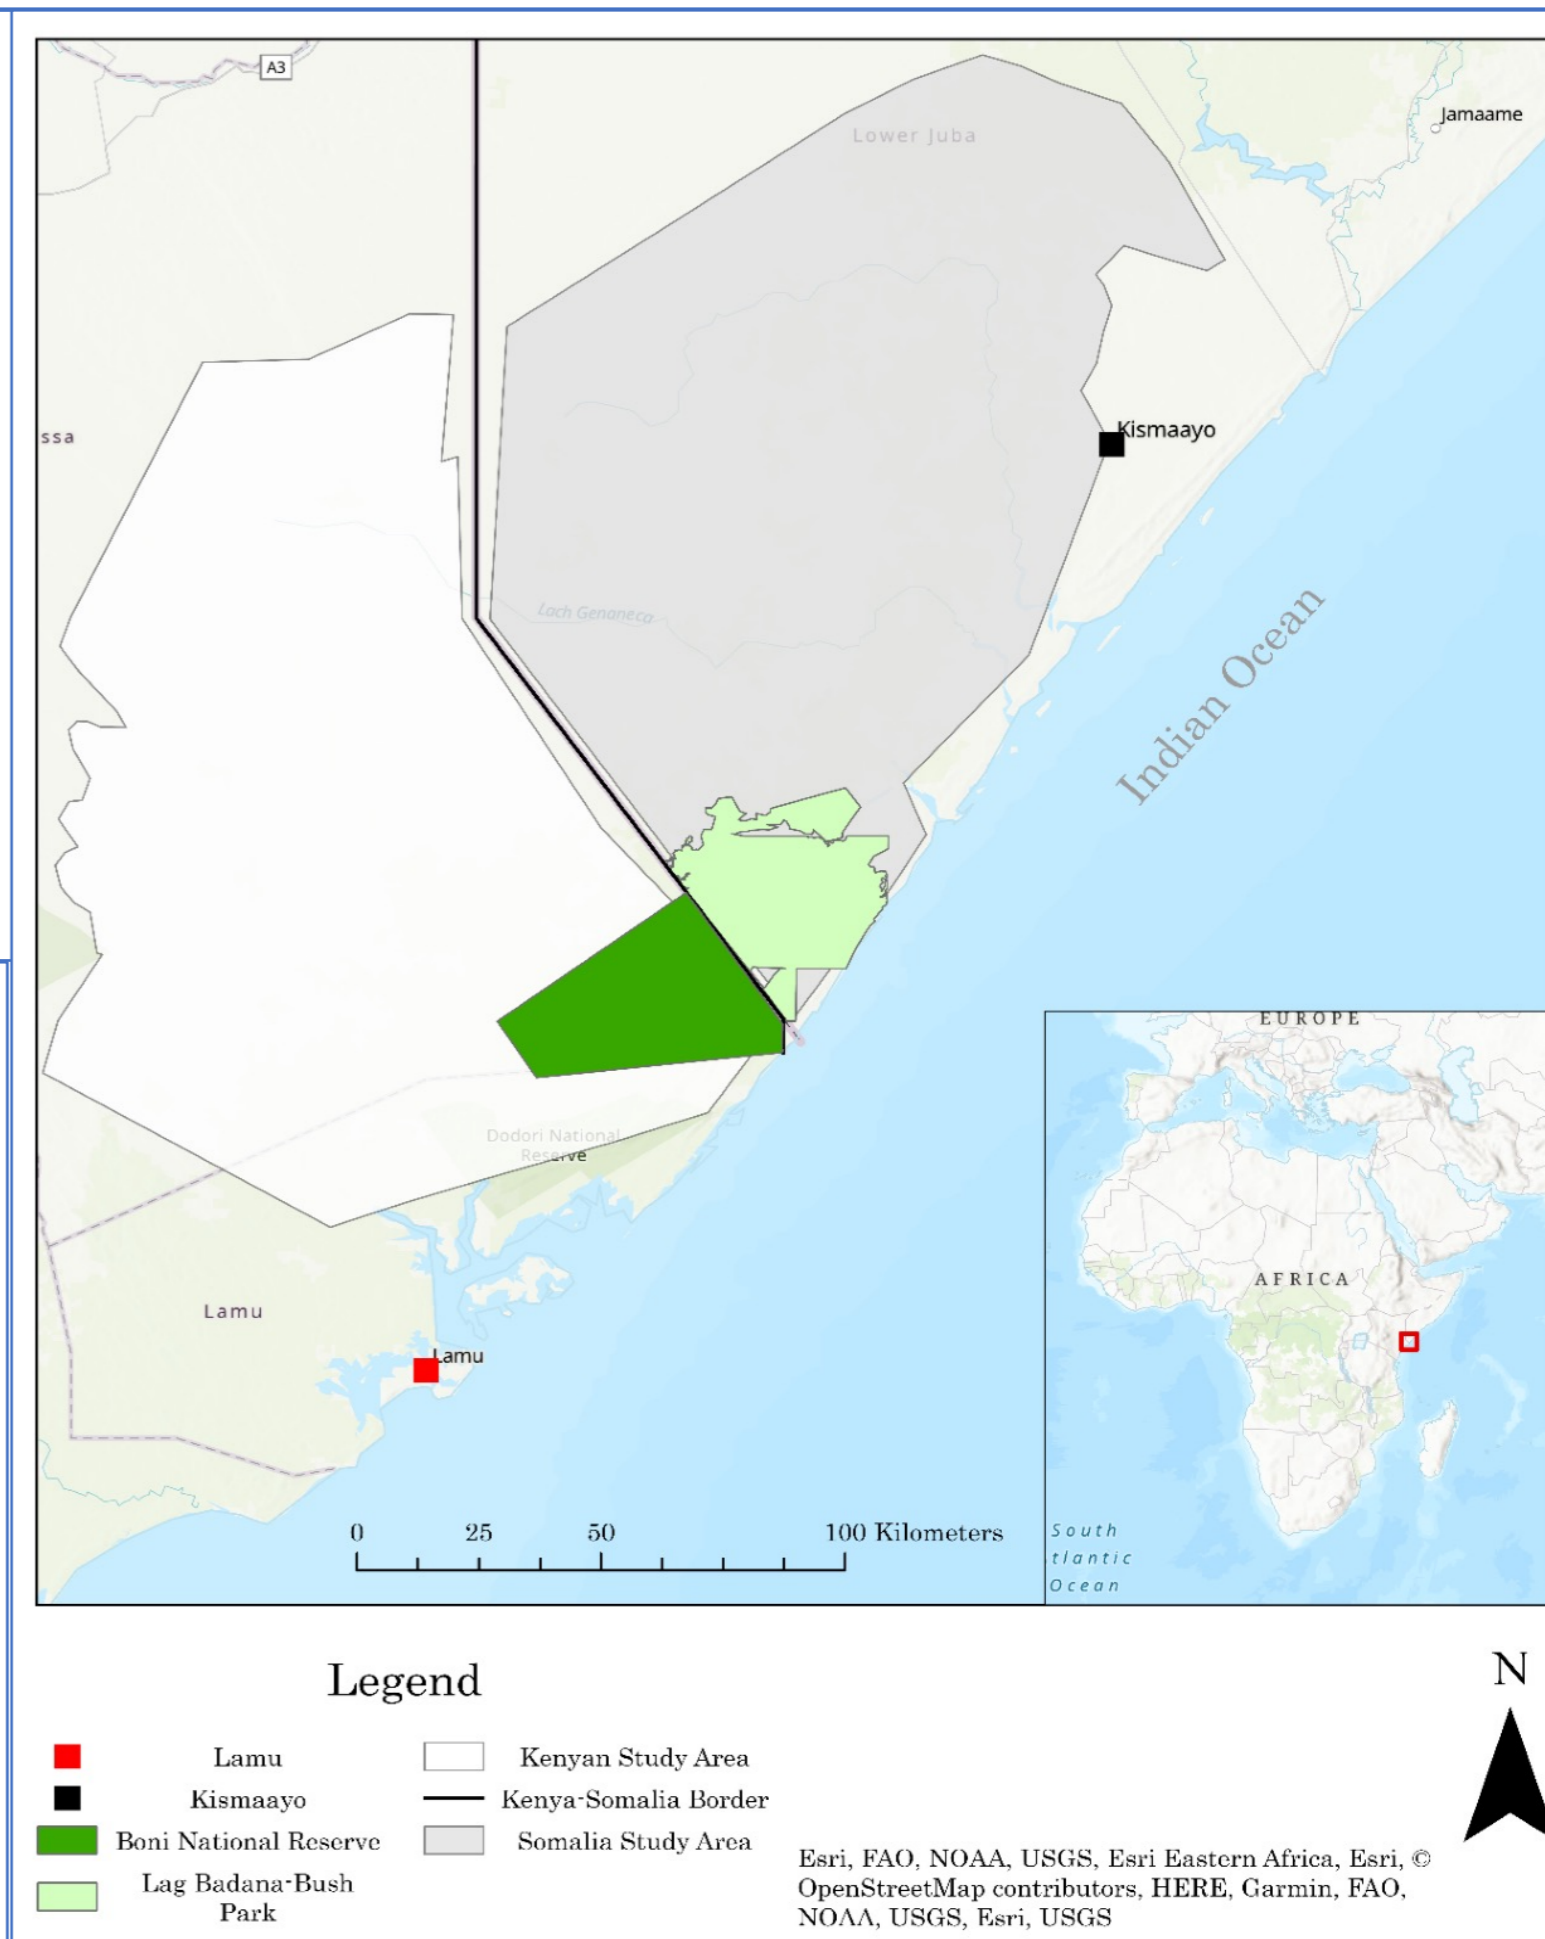 A3
Jamaame
Lower Juba
Kismaayo
ssa
Lach Genaneca
Indian Ocean
Dodori National
Reserve
Lamu
Lamu
0 25 50 100 Kilometers
EUROPE
AFRICA
South
tlantic
Ocean
Legend
N
Lamu
Kenyan Study Area
Kismaayo
Kenya-Somalia Border
Boni National Reserve
Somalia Study Area
Lag Badana-Bush
Park
Esri, FAO, NOAA, USGS, Esri Eastern Africa, Esri, ©
OpenStreetMap contributors, HERE, Garmin, FAO,
NOAA, USGS, Esri, USGS